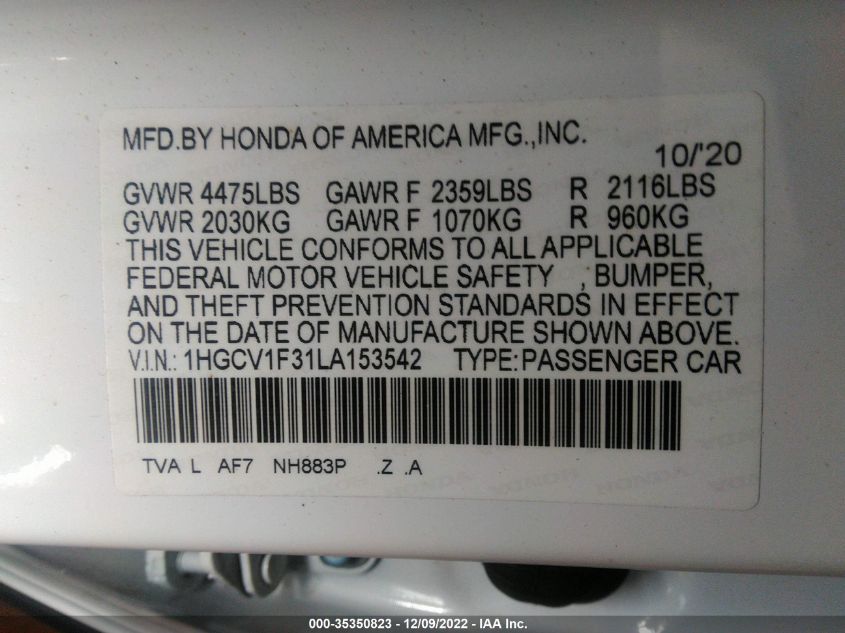 MFD.BY HONDA OF AMERICA MFG.,INC.
10/'20
GVWR 4475LBS GAWR F 2359LBS R 2116LBS
GVWR 2030KG GAWR F 1070KG R 960KG
THIS VEHICLE CONFORMS TO ALL APPLICABLE
FEDERAL MOTOR VEHICLE SAFETY , BUMPER,
AND THEFT PREVENTION STANDARDS IN EFFECT
ON THE DATE OF MANUFACTURE SHOWN ABOVE.
V.I.N.: 1HGCV1F31LA153542 TYPE: PASSENGER CAR
TVA L AF7 NH883P .Z .A
000-35350823 - 12/09/2022 - IAA Inc.